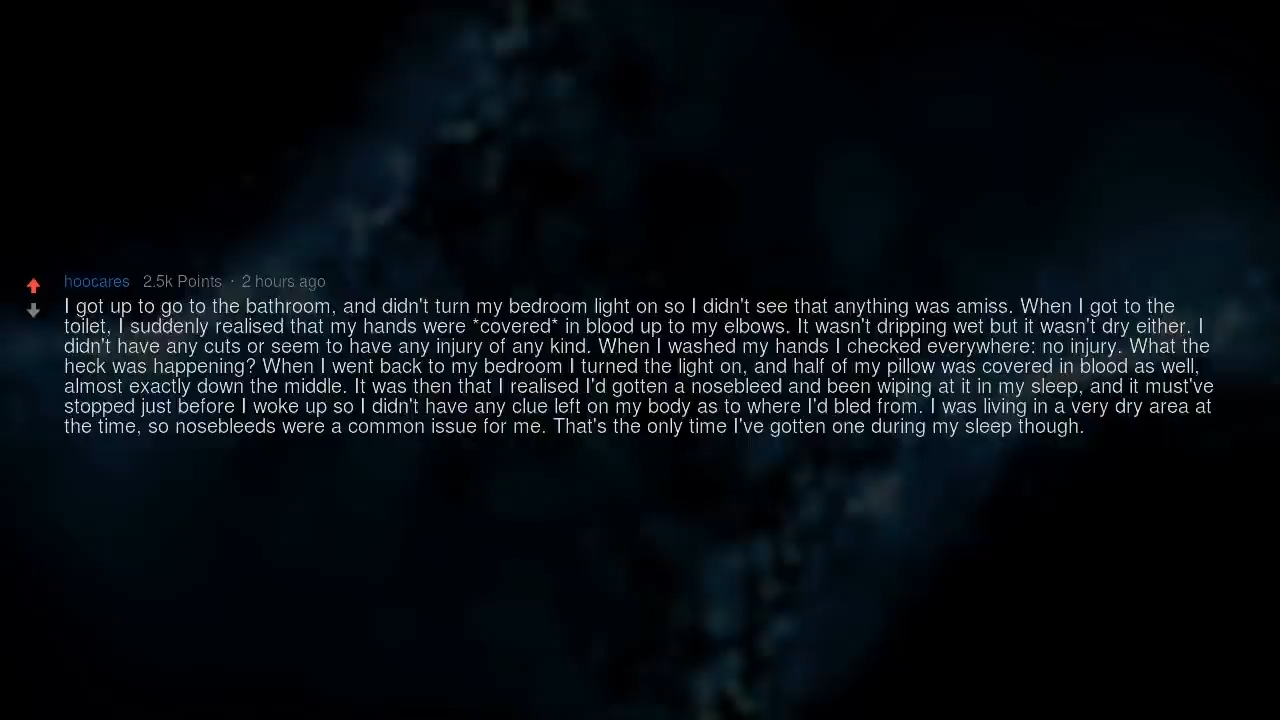 hoocares 2.5k Points · 2 hours ago
I got up to go to the bathroom, and didn't turn my bedroom light on so I didn't see that anything was amiss. When I got to the
toilet, I suddenly realised that my hands were *covered* in blood up to my elbows. It wasn't dripping wet but it wasn't dry either. I
didn't have any cuts or seem to have any injury of any kind. When I washed my hands I checked everywhere: no injury. What the
heck was happening? When I went back to my bedroom I turned the light on, and half of my pillow was covered in blood as well,
almost exactly down the middle. It was then that I realised I'd gotten a nosebleed and been wiping at it in my sleep, and it must've
stopped just before I woke up so I didn't have any clue left on my body as to where I'd bled from. I was living in a very dry area at
the time, so nosebleeds were a common issue for me. That's the only time I've gotten one during my sleep though.